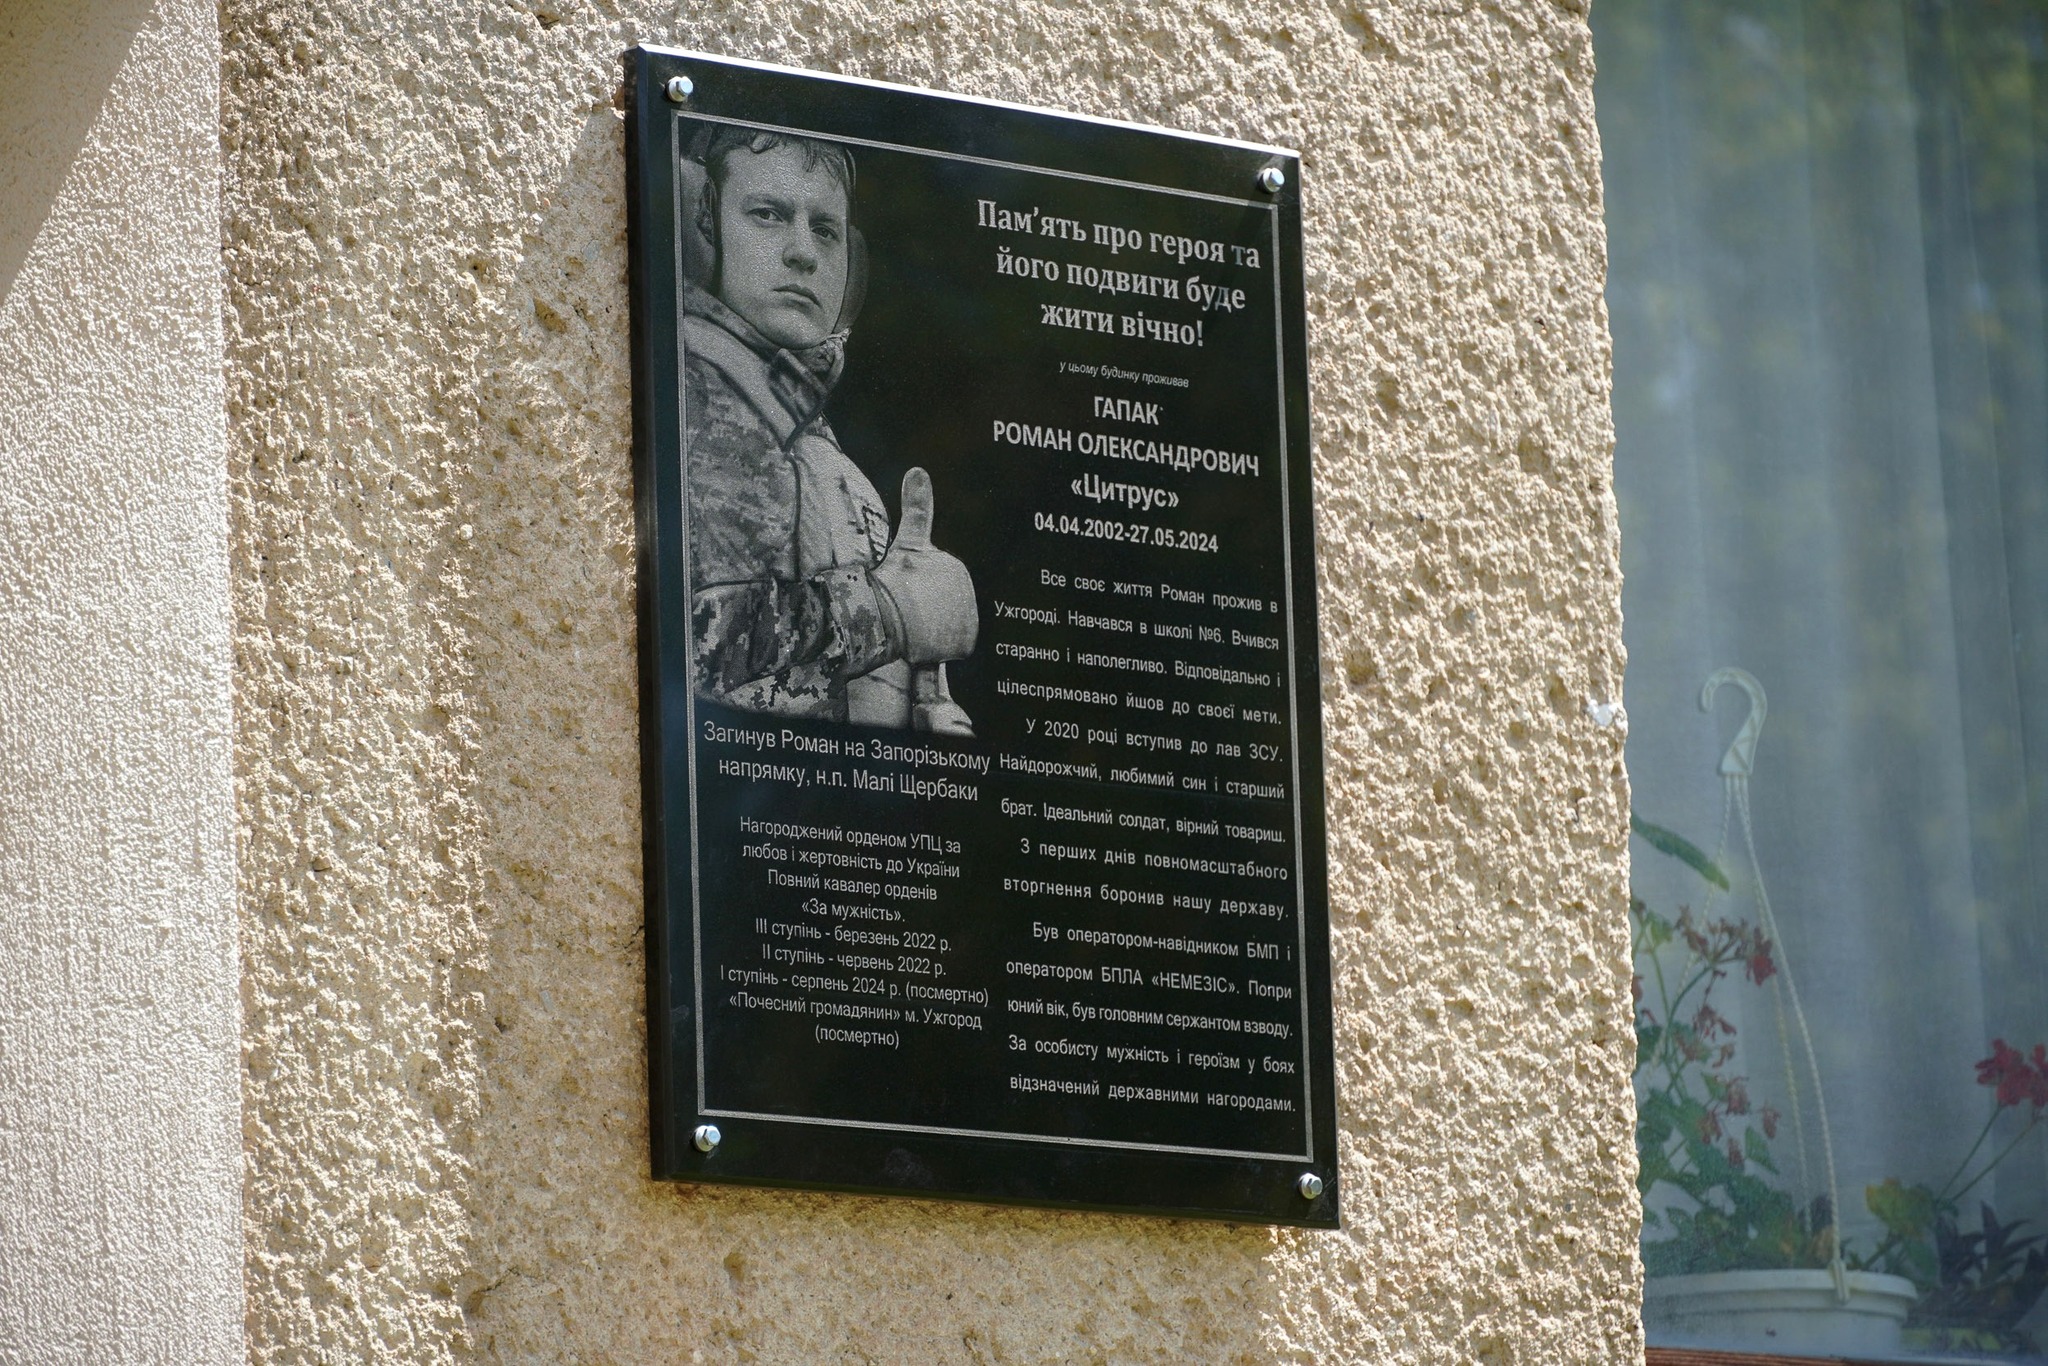 Пам'ять про героя та
його подвиги буде
жити вічно!
у цьому будинку проживав
ГАПАК
РОМАН ОЛЕКСАНДРОВИЧ
«Цитрус»
04.04.2002-27.05.2024
Все своє життя Роман прожив в
Ужгороді. Навчався в школі №6. Вчився
старанно і наполегливо. Відповідально і
цілеспрямовано йшов до своєї мети.
У 2020 році вступив до лав ЗСУ.
Найдорожчий, любимий син і старший
брат. Ідеальний солдат, вірний товариш.
З перших днів повномасштабного
вторгнення боронив нашу державу.
Був оператором-навідником БМП і
оператором БПЛА «НЕМЕЗІС». Попри
юний вік, був головним сержантом взводу.
За особисту мужність і героїзм у боях
відзначений державними нагородами.
Загинув Роман на Запорізькому
напрямку, н.п. Малі Щербаки
Нагороджений орденом УПЦ за
любов і жертовність до України
Повний кавалер орденів
«За мужність».
III ступінь - березень 2022 р.
II ступінь - червень 2022 р.
I ступінь - серпень 2024 р. (посмертно)
«Почесний громадянин» м. Ужгород
(посмертно)